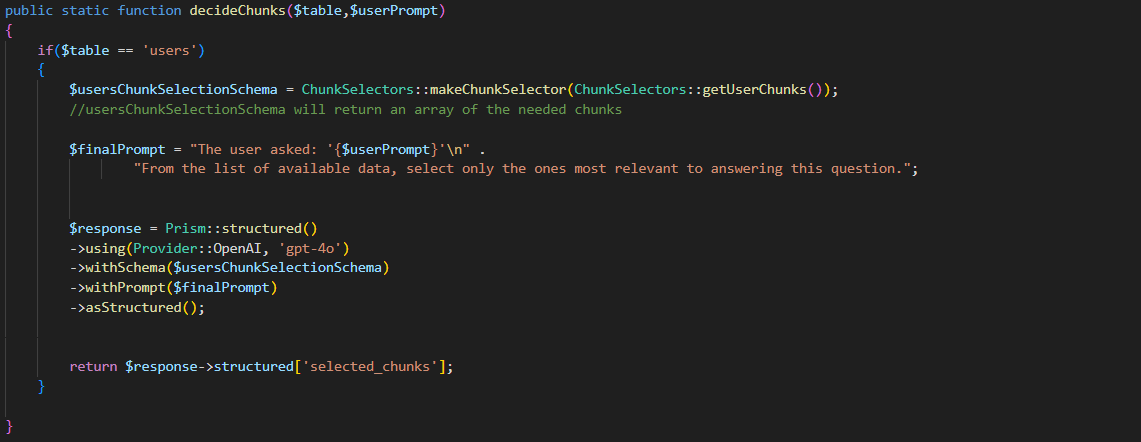 public static function decideChunks($table,$userPrompt)
{
    if($table == 'users')
    {
        $usersChunkSelectionSchema = ChunkSelectors::makeChunkSelector(ChunkSelectors::getUserChunks());
        //usersChunkSelectionSchema will return an array of the needed chunks
        $finalPrompt = "The user asked: '{$userPrompt}'\n" .
                "From the list of available data, select only the ones most relevant to answering this question.";
        $response = Prism::structured()
        ->using(Provider::OpenAI, 'gpt-4o')
        ->withSchema($usersChunkSelectionSchema)
        ->withPrompt($finalPrompt)
        ->asStructured();
        return $response->structured['selected_chunks'];
    }
}